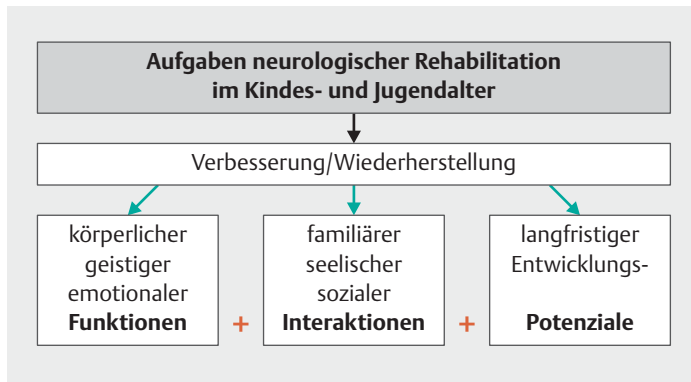 Aufgaben neurologischer Rehabilitation
im Kindes- und Jugendalter
Verbesserung/Wiederherstellung
körperlicher
geistiger
emotionaler
Funktionen
+
familiärer
seelischer
sozialer
Interaktionen
+
langfristiger
Entwicklungs-
Potenziale